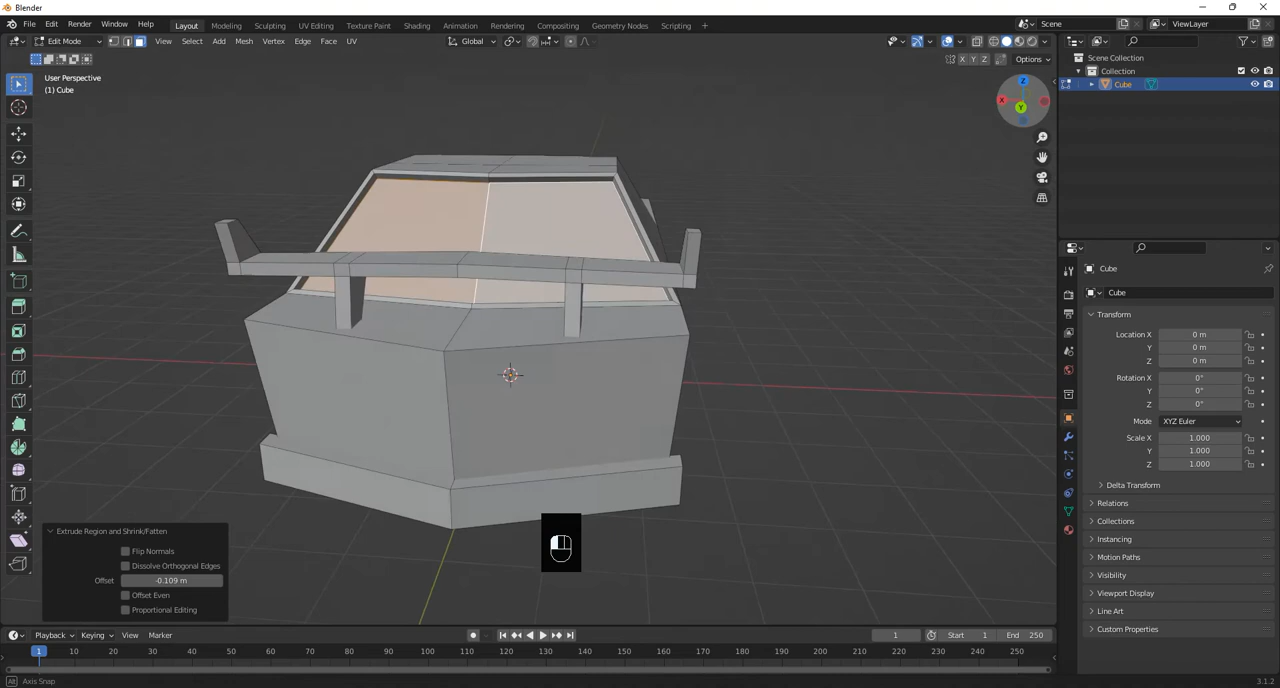 Blender
File Edit Render Window Help Layout Modeling Sculpting UV Editing Texture Paint Shading Animation Rendering Compositing Geometry Nodes Scripting + Scene ViewLayer
Edit Mode View Select Add Mesh Vertex Edge Face UV Global
X Y Z Options
User Perspective
(1) Cube
X
Y
Z
Scene Collection
Collection
Cube
Cube
Cube
Transform
Location X 0 m
Y 0 m
Z 0 m
Rotation X 0°
Y 0°
Z 0°
Mode XYZ Euler
Scale X 1.000
Y 1.000
Z 1.000
Delta Transform
Relations
Collections
Instancing
Motion Paths
Visibility
Viewport Display
Line Art
Custom Properties
Extrude Region and Shrink/Fatten
Flip Normals
Dissolve Orthogonal Edges
Offset -0.109 m
Offset Even
Proportional Editing
Playback Keying View Marker 1 Start 1 End 250
1 10 20 30 40 50 60 70 80 90 100 110 120 130 140 150 160 170 180 190 200 210 220 230 240 250
Alt Axis Snap 3.1.2